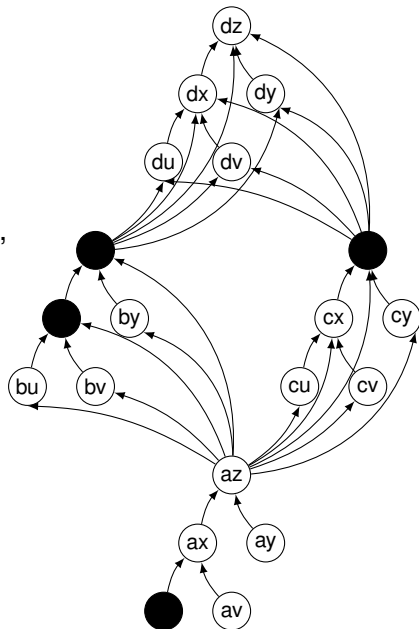 dz
dx dy
du dv
,
by cx cy
bu bv cu cv
az
ax ay
av